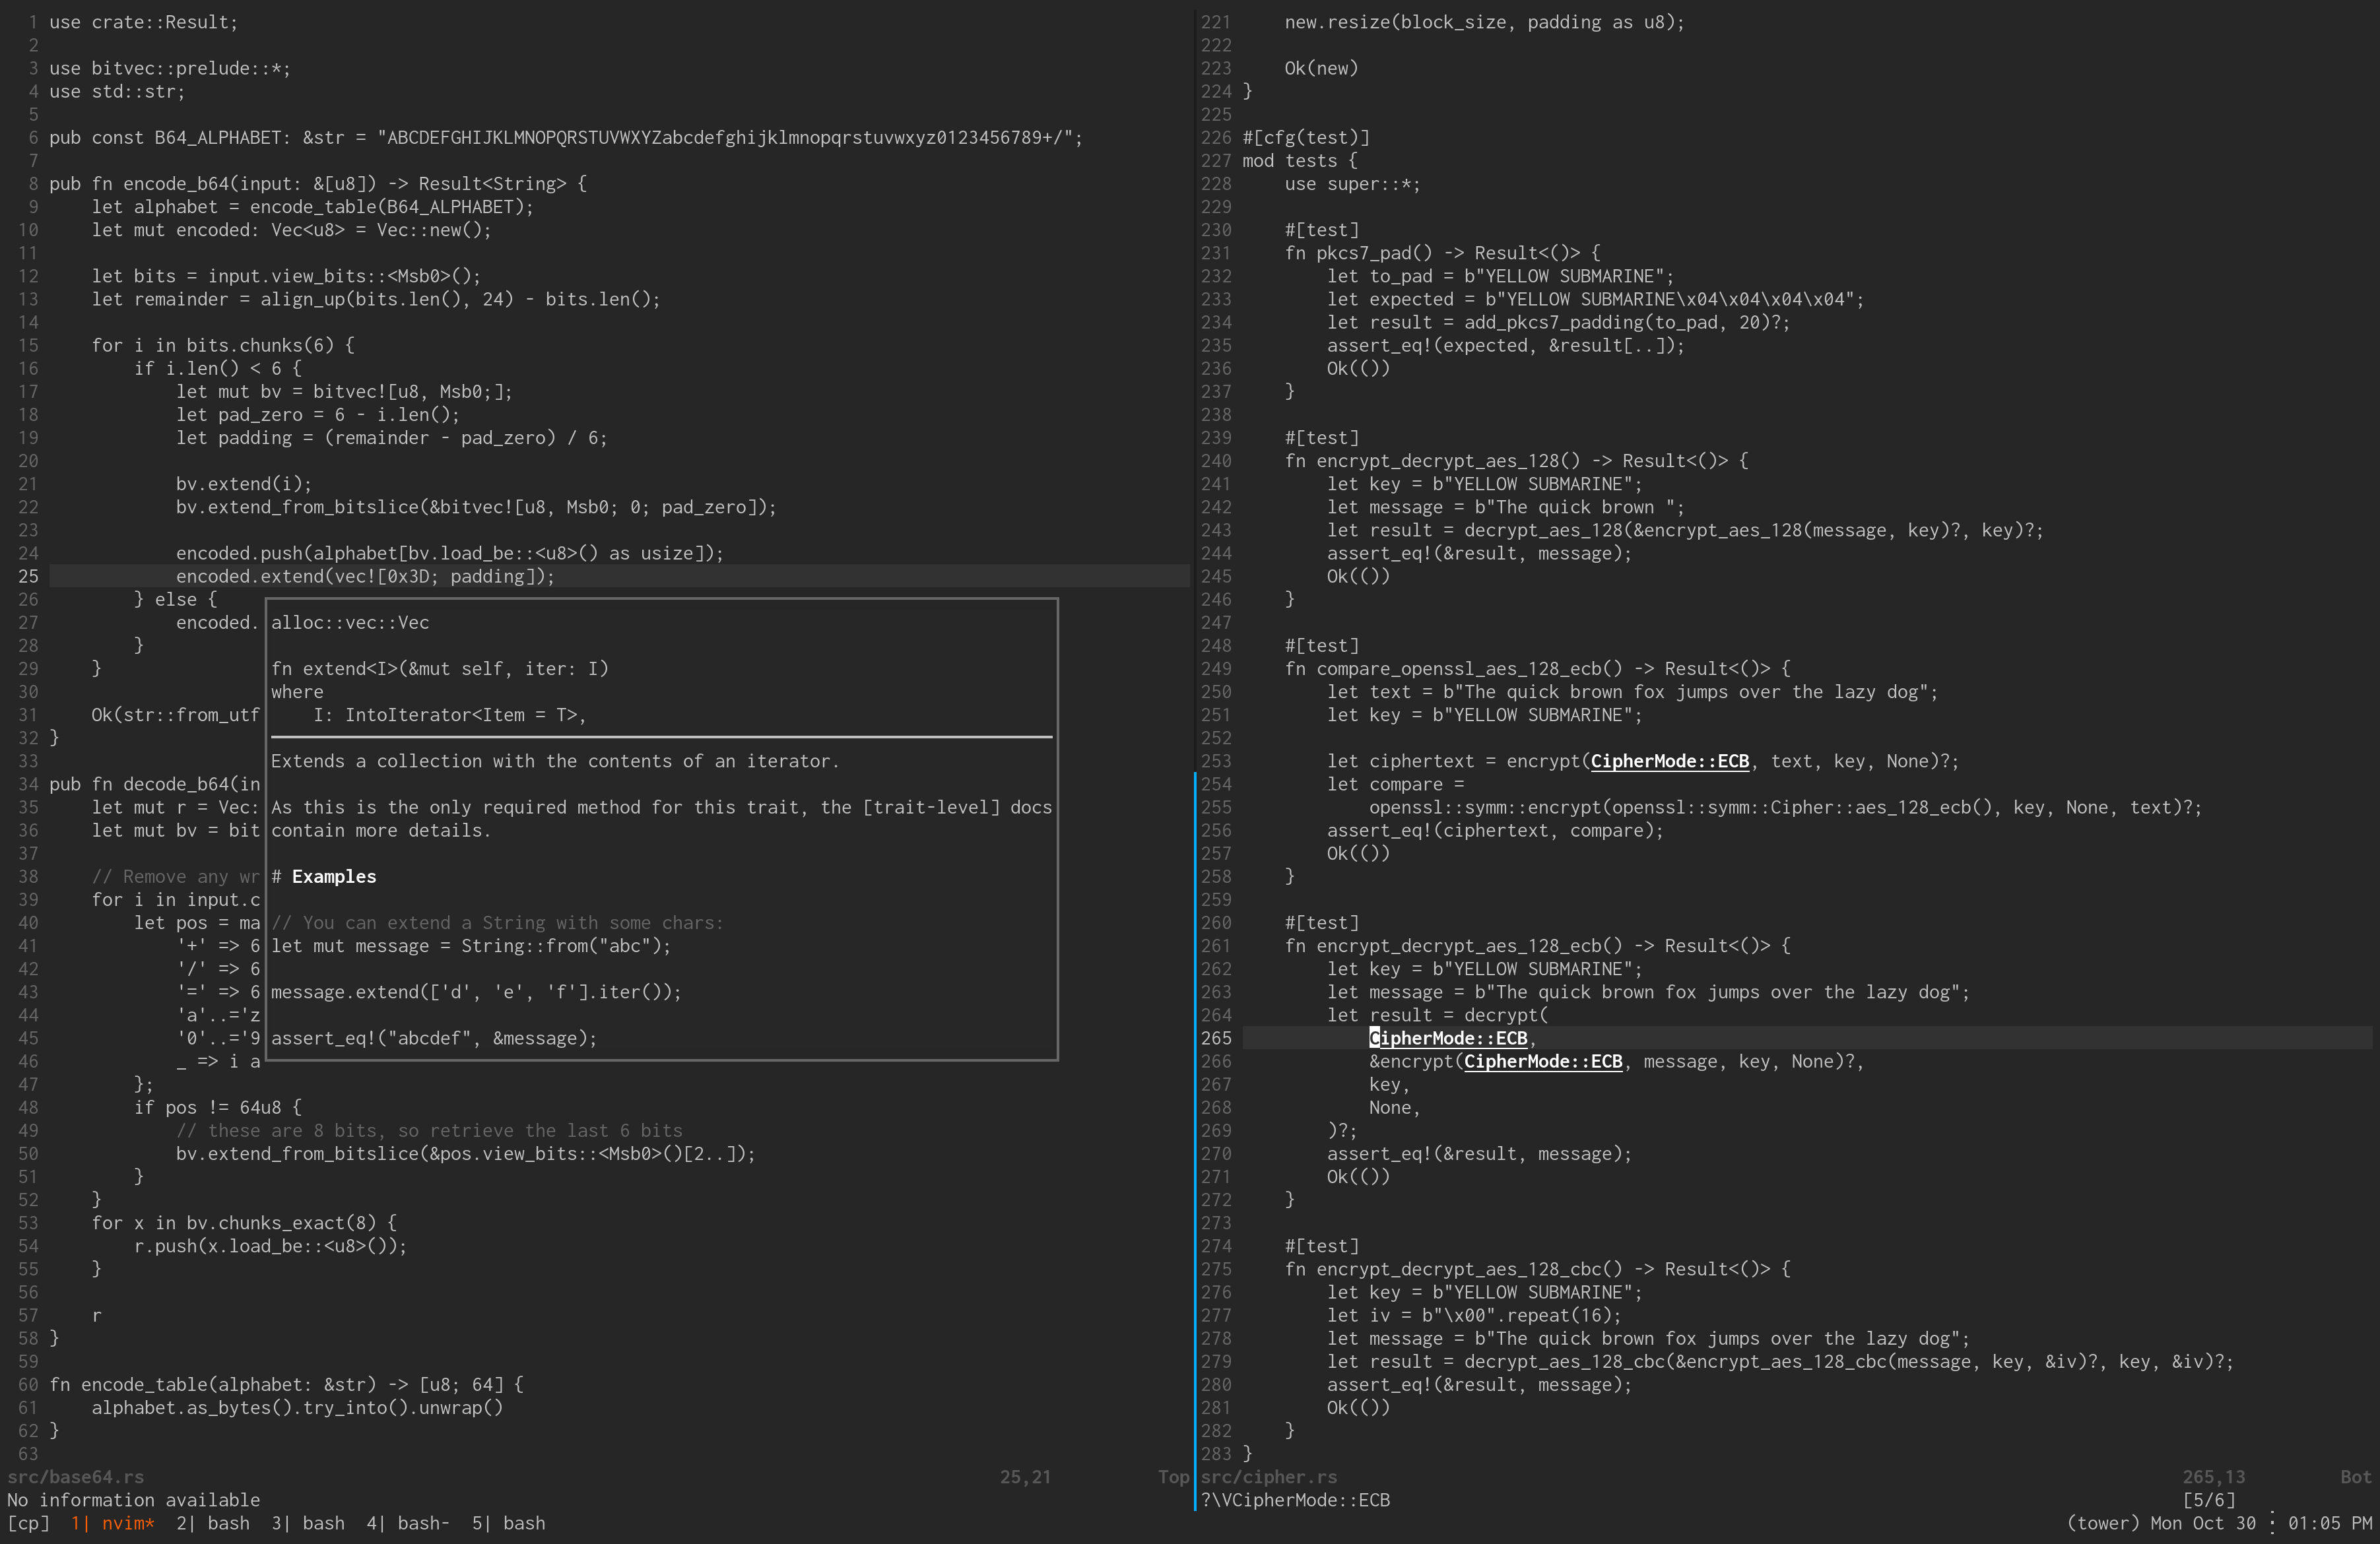 1 use crate::Result;
2
3 use bitvec::prelude::*;
4 use std::str;
5
6 pub const B64_ALPHABET: &str = "ABCDEFGHIJKLMNOPQRSTUVWXYZabcdefghijklmnopqrstuvwxyz0123456789+/";
7
8 pub fn encode_b64(input: &[u8]) -> Result<String> {
9     let alphabet = encode_table(B64_ALPHABET);
10     let mut encoded: Vec<u8> = Vec::new();
11
12     let bits = input.view_bits::<Msb0>();
13     let remainder = align_up(bits.len(), 24) - bits.len();
14
15     for i in bits.chunks(6) {
16         if i.len() < 6 {
17             let mut bv = bitvec![u8, Msb0;];
18             let pad_zero = 6 - i.len();
19             let padding = (remainder - pad_zero) / 6;
20
21             bv.extend(i);
22             bv.extend_from_bitslice(&bitvec![u8, Msb0; 0; pad_zero]);
23
24             encoded.push(alphabet[bv.load_be::<u8>() as usize]);
25             encoded.extend(vec![0x3D; padding]);
26         } else {
27             encoded.
28         }
29     }
30
31     Ok(str::from_utf
32 }
33
34 pub fn decode_b64(in
35     let mut r = Vec:
36     let mut bv = bit
37
38     // Remove any wr
39     for i in input.c
40         let pos = ma
41             '+' => 6
42             '/' => 6
43             '=' => 6
44             'a'..='z
45             '0'..='9
46             _ => i a
47         };
48         if pos != 64u8 {
49             // these are 8 bits, so retrieve the last 6 bits
50             bv.extend_from_bitslice(&pos.view_bits::<Msb0>()[2..]);
51         }
52     }
53     for x in bv.chunks_exact(8) {
54         r.push(x.load_be::<u8>());
55     }
56
57     r
58 }
59
60 fn encode_table(alphabet: &str) -> [u8; 64] {
61     alphabet.as_bytes().try_into().unwrap()
62 }
63
alloc::vec::Vec
fn extend<I>(&mut self, iter: I)
where
    I: IntoIterator<Item = T>,
Extends a collection with the contents of an iterator.
As this is the only required method for this trait, the [trait-level] docs
contain more details.
# Examples
// You can extend a String with some chars:
let mut message = String::from("abc");
message.extend(['d', 'e', 'f'].iter());
assert_eq!("abcdef", &message);
src/base64.rs 25,21 Top
No information available
221     new.resize(block_size, padding as u8);
222
223     Ok(new)
224 }
225
226 #[cfg(test)]
227 mod tests {
228     use super::*;
229
230     #[test]
231     fn pkcs7_pad() -> Result<()> {
232         let to_pad = b"YELLOW SUBMARINE";
233         let expected = b"YELLOW SUBMARINE\x04\x04\x04\x04";
234         let result = add_pkcs7_padding(to_pad, 20)?;
235         assert_eq!(expected, &result[..]);
236         Ok(())
237     }
238
239     #[test]
240     fn encrypt_decrypt_aes_128() -> Result<()> {
241         let key = b"YELLOW SUBMARINE";
242         let message = b"The quick brown ";
243         let result = decrypt_aes_128(&encrypt_aes_128(message, key)?, key)?;
244         assert_eq!(&result, message);
245         Ok(())
246     }
247
248     #[test]
249     fn compare_openssl_aes_128_ecb() -> Result<()> {
250         let text = b"The quick brown fox jumps over the lazy dog";
251         let key = b"YELLOW SUBMARINE";
252
253         let ciphertext = encrypt(CipherMode::ECB, text, key, None)?;
254         let compare =
255             openssl::symm::encrypt(openssl::symm::Cipher::aes_128_ecb(), key, None, text)?;
256         assert_eq!(ciphertext, compare);
257         Ok(())
258     }
259
260     #[test]
261     fn encrypt_decrypt_aes_128_ecb() -> Result<()> {
262         let key = b"YELLOW SUBMARINE";
263         let message = b"The quick brown fox jumps over the lazy dog";
264         let result = decrypt(
265             CipherMode::ECB,
266             &encrypt(CipherMode::ECB, message, key, None)?,
267             key,
268             None,
269         )?;
270         assert_eq!(&result, message);
271         Ok(())
272     }
273
274     #[test]
275     fn encrypt_decrypt_aes_128_cbc() -> Result<()> {
276         let key = b"YELLOW SUBMARINE";
277         let iv = b"\x00".repeat(16);
278         let message = b"The quick brown fox jumps over the lazy dog";
279         let result = decrypt_aes_128_cbc(&encrypt_aes_128_cbc(message, key, &iv)?, key, &iv)?;
280         assert_eq!(&result, message);
281         Ok(())
282     }
283 }
src/cipher.rs 265,13 Bot
?\VCipherMode::ECB [5/6]
[cp] 1| nvim* 2| bash 3| bash 4| bash- 5| bash (tower) Mon Oct 30 ⋮ 01:05 PM